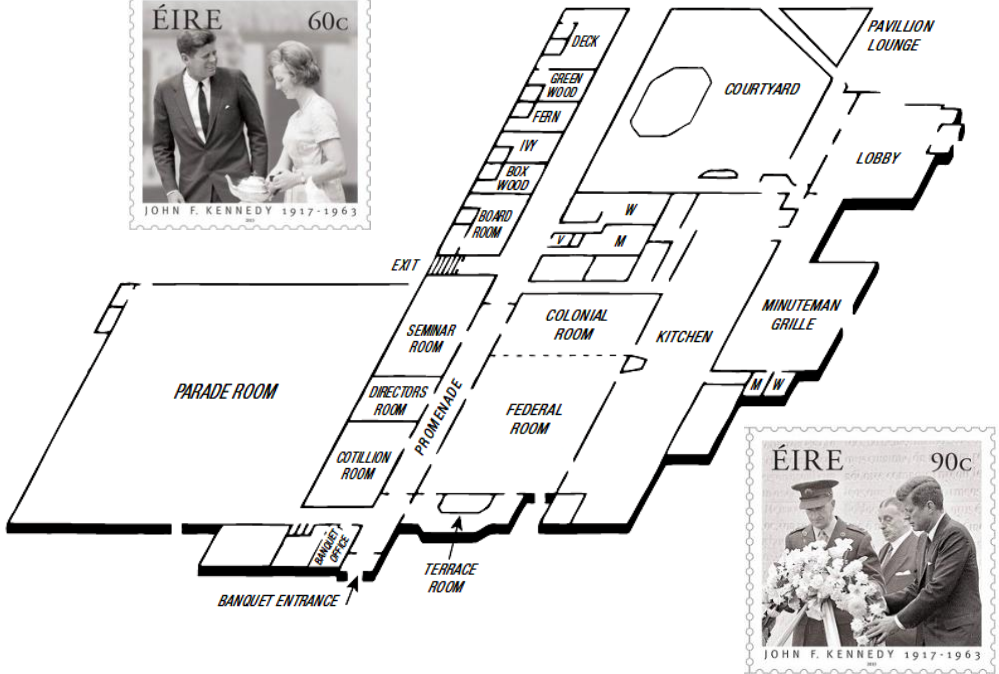 ÉIRE 60c
JOHN F. KENNEDY 1917-1963
PAVILLION
LOUNGE
DECK
GREEN
WOOD
FERN
IVY
BOX
WOOD
BOARD
ROOM
COURTYARD
LOBBY
W
V
M
EXIT
SEMINAR
ROOM
COLONIAL
ROOM
KITCHEN
MINUTEMAN
GRILLE
M W
PARADE ROOM
DIRECTORS
ROOM
PROMENADE
FEDERAL
ROOM
COTILLION
ROOM
BANQUET
OFFICE
BANQUET ENTRANCE
TERRACE
ROOM
ÉIRE 90c
JOHN F. KENNEDY 1917-1963